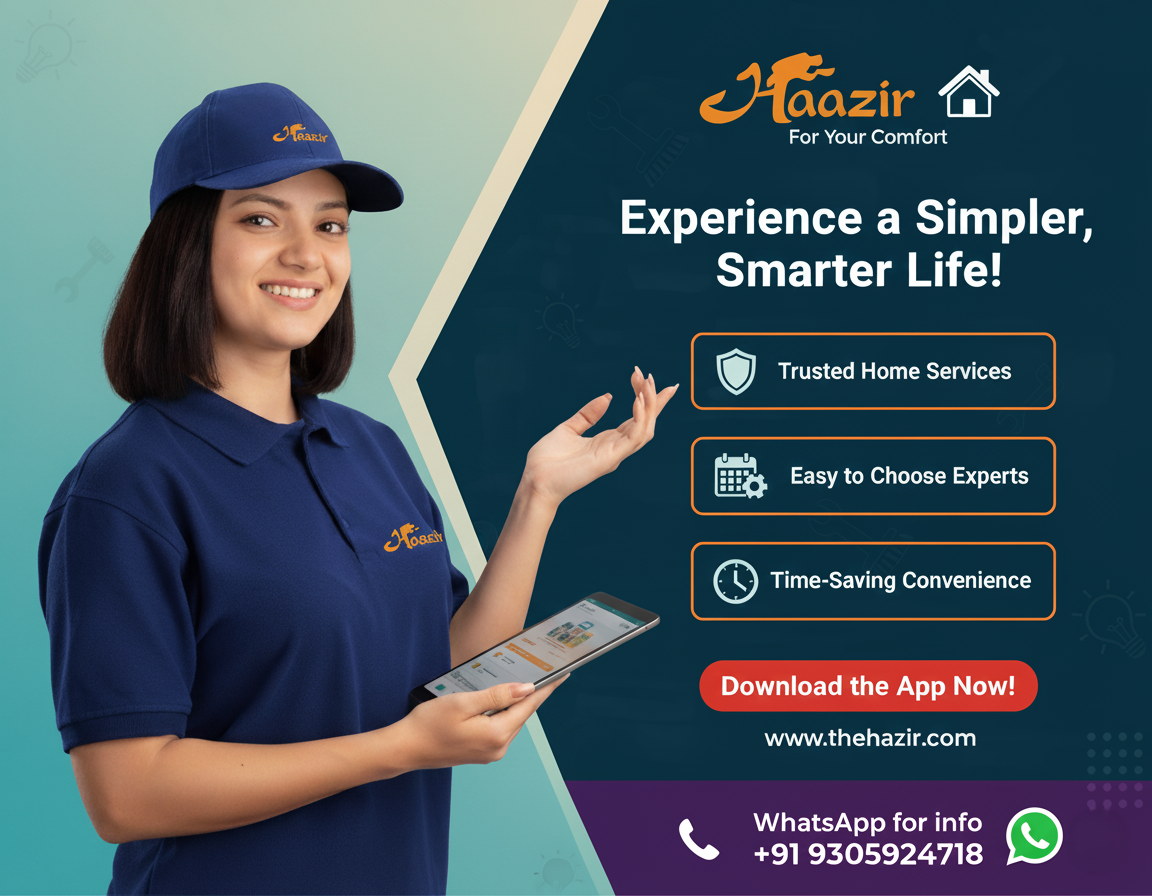 Haazir
For Your Comfort
Experience a Simpler,
Smarter Life!
Trusted Home Services
Easy to Choose Experts
Time-Saving Convenience
Download the App Now!
www.thehazir.com
WhatsApp for info
+91 9305924718